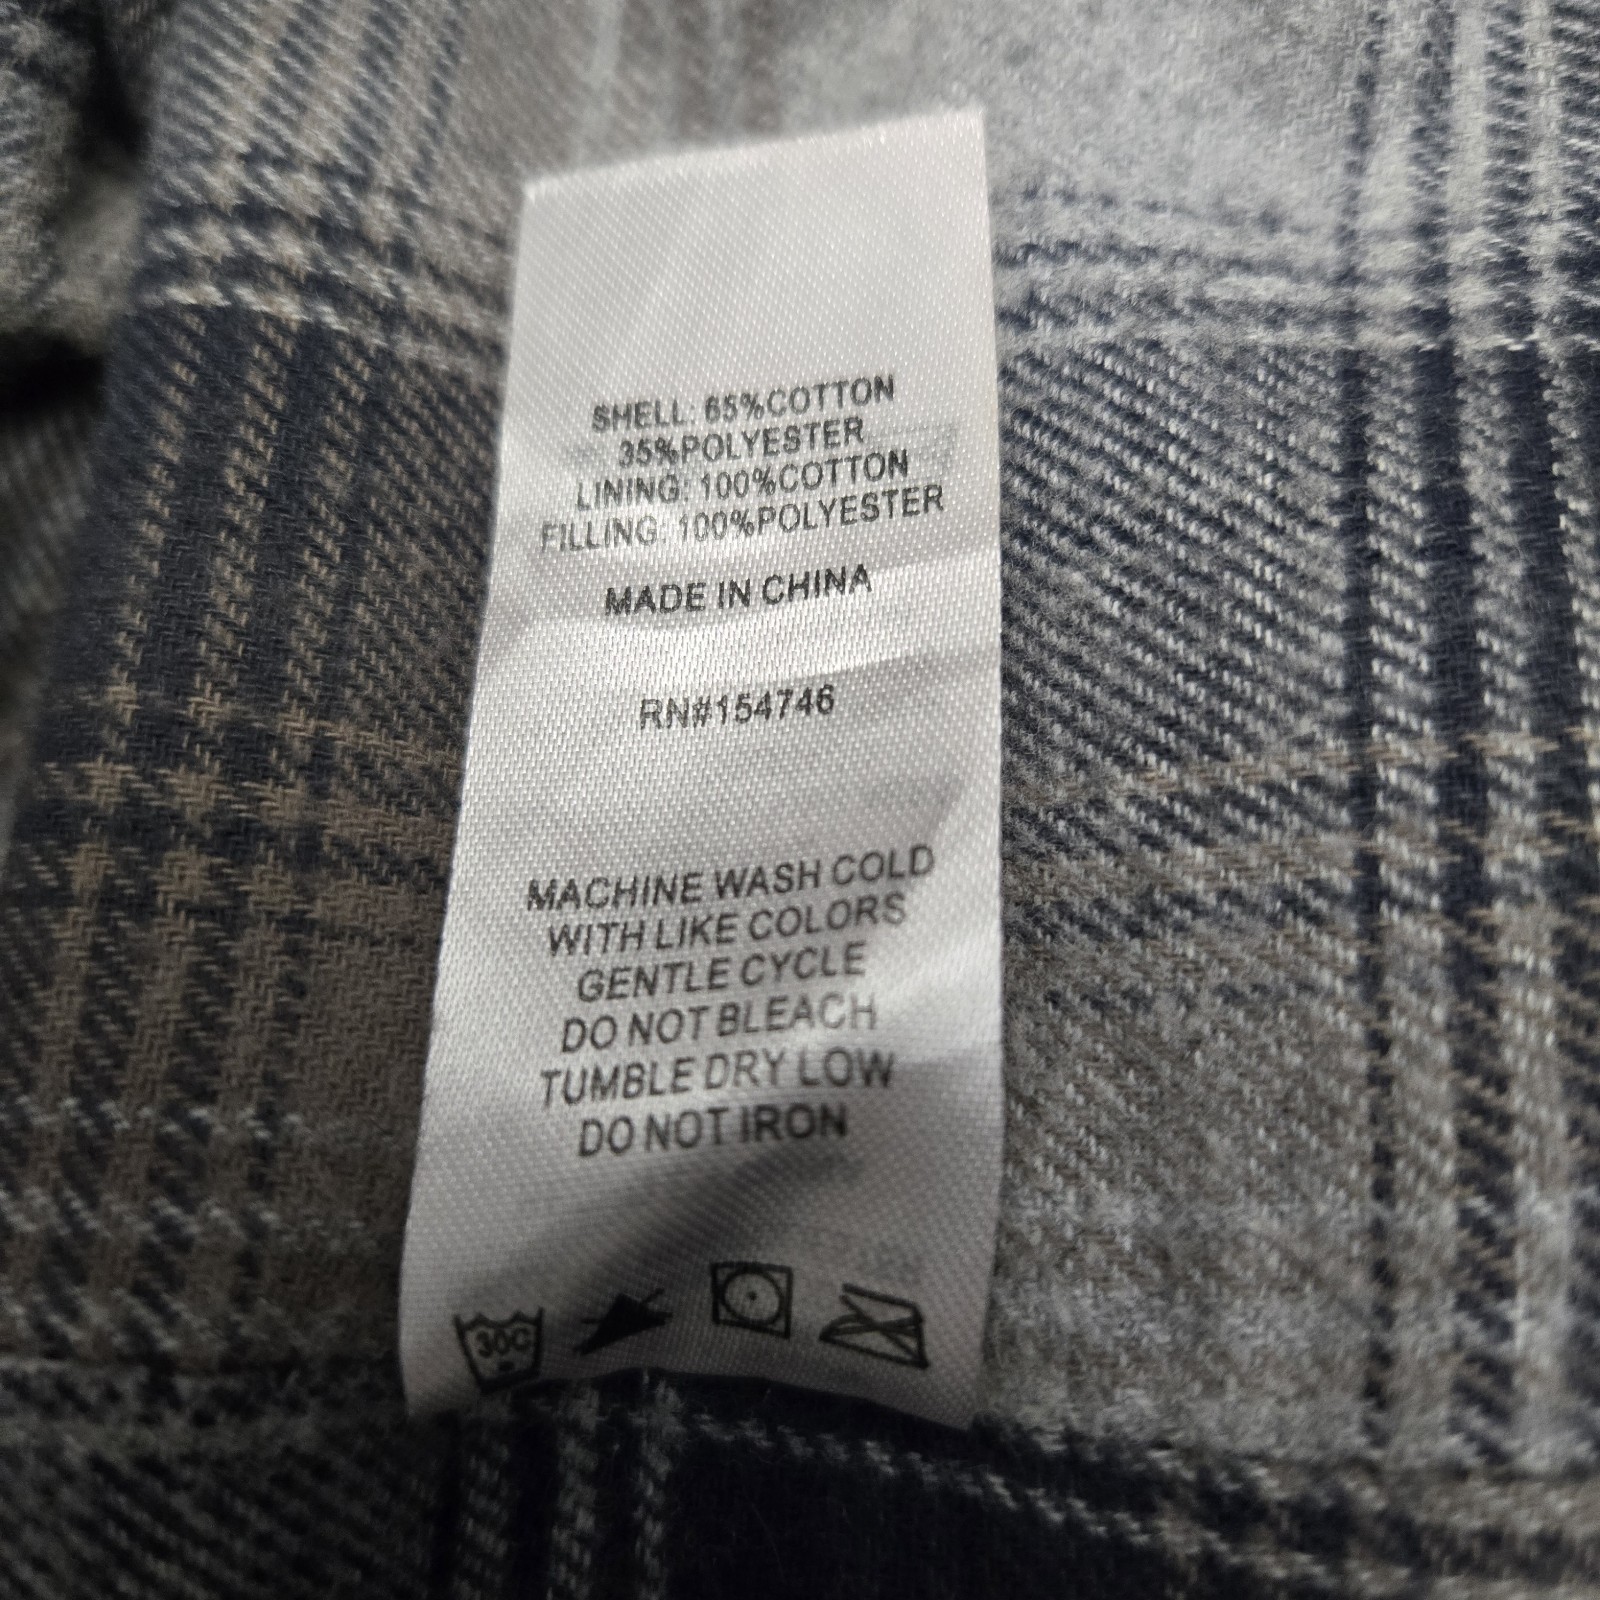 SHELL: 65%COTTON
35%POLYESTER
LINING: 100%COTTON
FILLING: 100%POLYESTER
MADE IN CHINA
RN#154746
MACHINE WASH COLD
WITH LIKE COLORS
GENTLE CYCLE
DO NOT BLEACH
TUMBLE DRY LOW
DO NOT IRON
30C